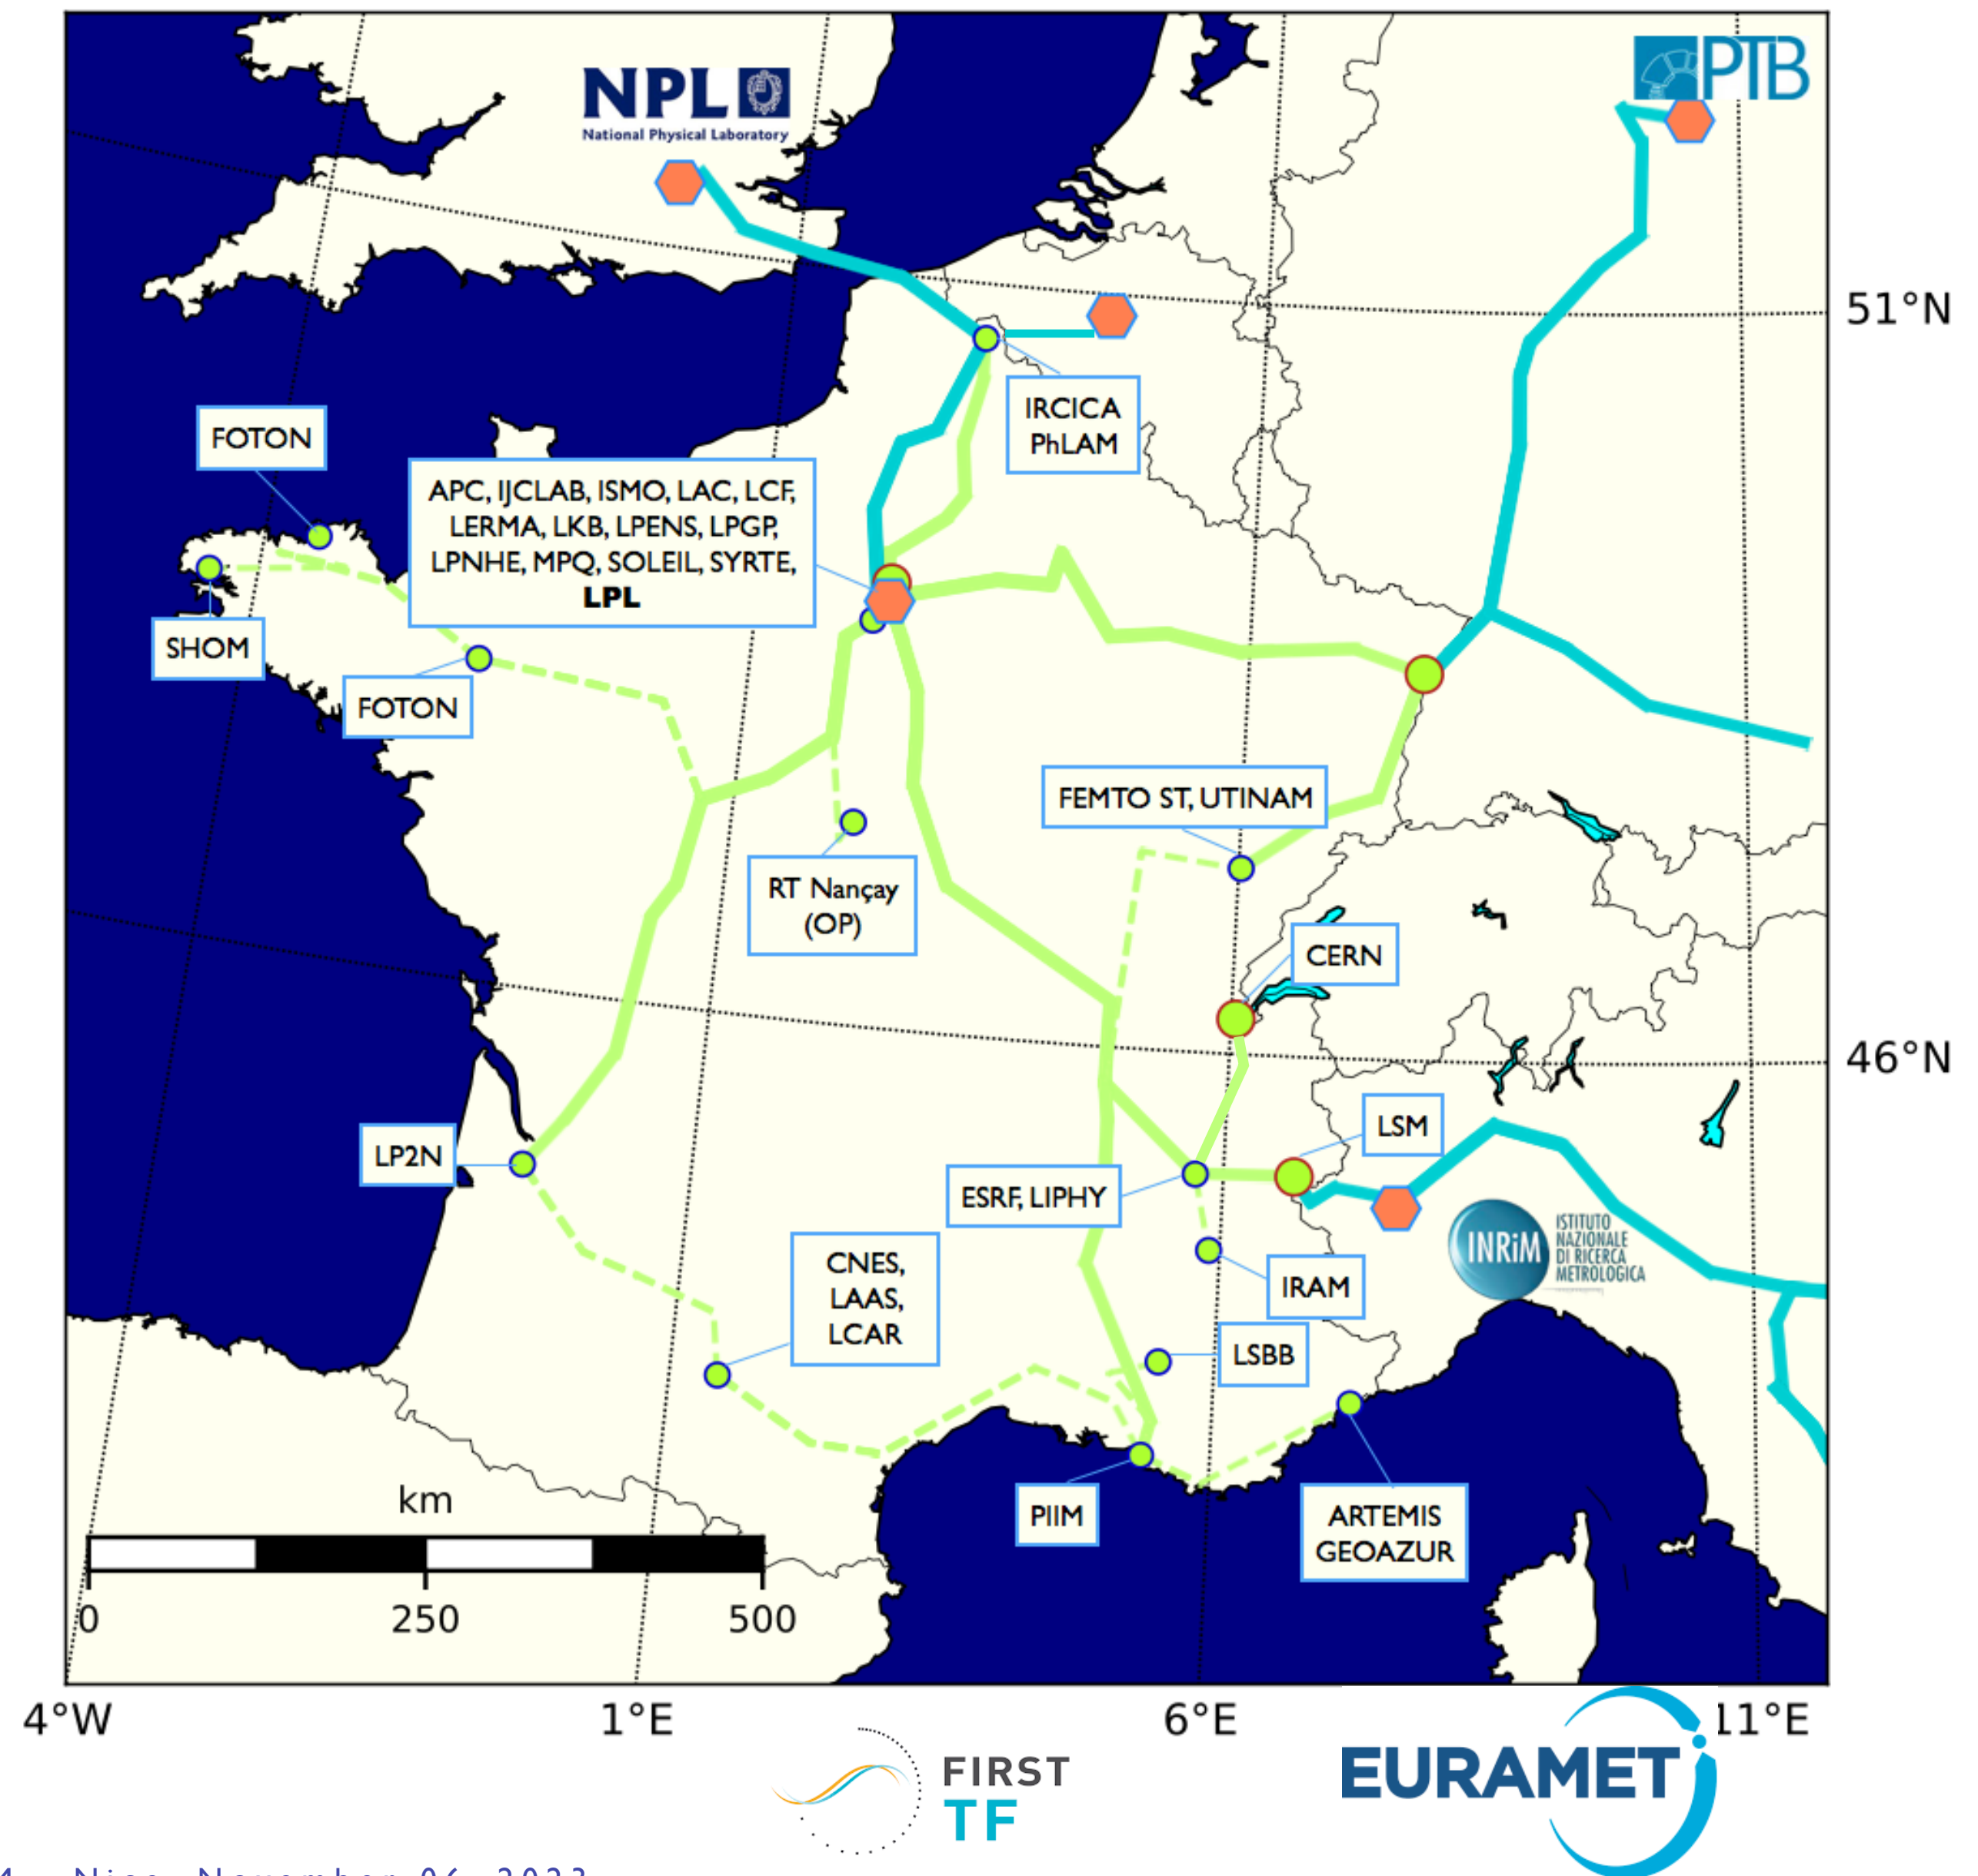 NPL
National Physical Laboratory
PTB
51°N
IRCICA
PhLAM
FOTON
APC, IJCLAB, ISMO, LAC, LCF,
LERMA, LKB, LPENS, LPGP,
LPNHE, MPQ, SOLEIL, SYRTE,
LPL
SHOM
FOTON
FEMTO ST, UTINAM
RT Nançay
(OP)
CERN
46°N
LSM
LP2N
ESRF, LIPHY
INRiM
ISTITUTO
NAZIONALE
DI RICERCA
METROLOGICA
CNES,
LAAS,
LCAR
IRAM
LSBB
PIIM
ARTEMIS
GEOAZUR
km
0 250 500
4°W 1°E 6°E 11°E
FIRST
TF
EURAMET